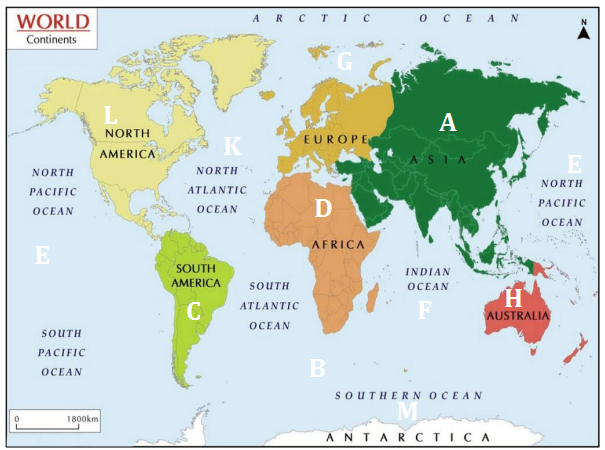 WORLD
Continents
ARCTIC OCEAN
N
G
L
NORTH
AMERICA
K
EUROPE
A
ASIA
NORTH
PACIFIC
OCEAN
NORTH
ATLANTIC
OCEAN
E
NORTH
PACIFIC
OCEAN
D
AFRICA
E
SOUTH
AMERICA
C
SOUTH
ATLANTIC
OCEAN
INDIAN
OCEAN
F
H
AUSTRALIA
SOUTH
PACIFIC
OCEAN
B
SOUTHERN OCEAN
M
ANTARCTICA
0 1800km